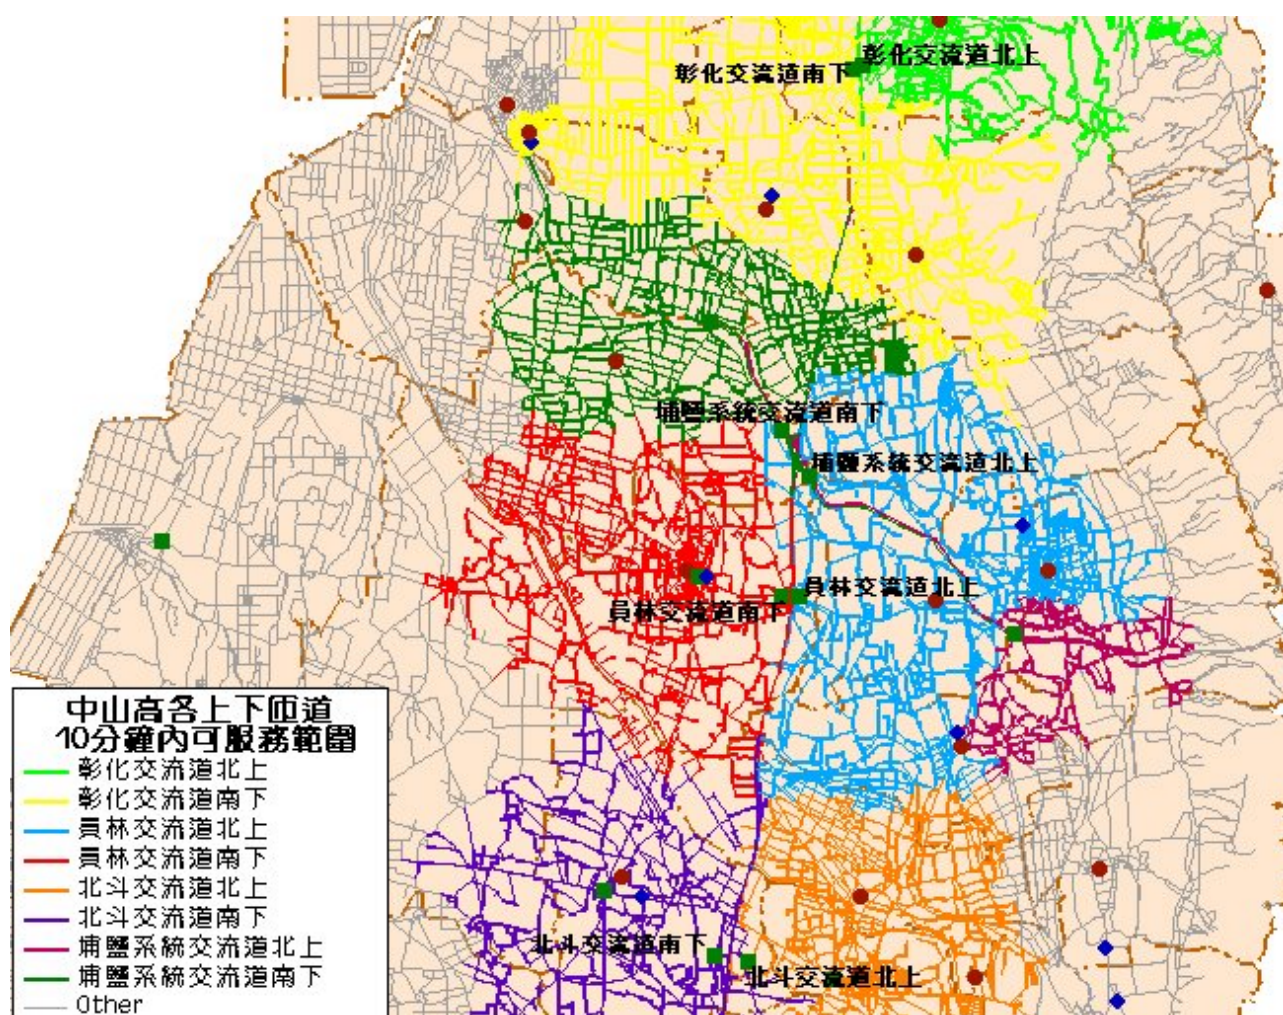 彰化交流道北上
彰化交流道南下
埔鹽系統交流道南下
埔鹽系統交流道北上
員林交流道北上
員林交流道南下
北斗交流道南下
北斗交流道北上
中山高各上下匝道
10分鐘內可服務範圍
彰化交流道北上
彰化交流道南下
員林交流道北上
員林交流道南下
北斗交流道北上
北斗交流道南下
埔鹽系統交流道北上
埔鹽系統交流道南下
Other